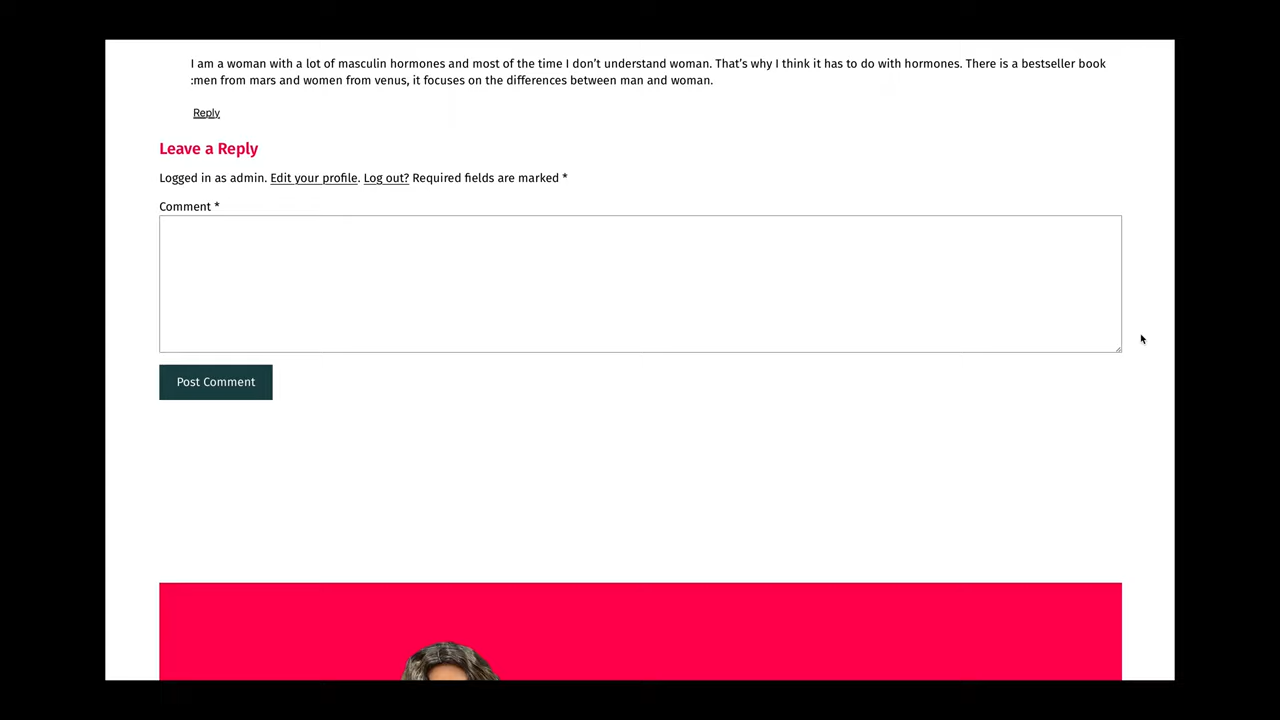 I am a woman with a lot of masculin hormones and most of the time I don’t understand woman. That’s why I think it has to do with hormones. There is a bestseller book
:men from mars and women from venus, it focuses on the differences between man and woman.
Reply
Leave a Reply
Logged in as admin. Edit your profile. Log out? Required fields are marked *
Comment *
Post Comment